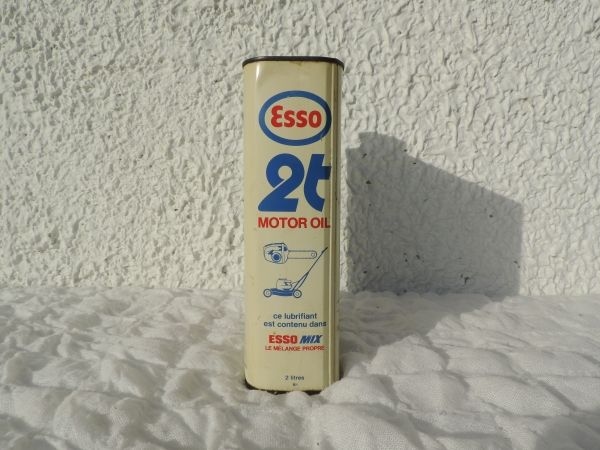 Esso
2t
MOTOR OIL
ce lubrifiant
est contenu dans
ESSO MIX
LE MÉLANGE PROPRE
2 litres